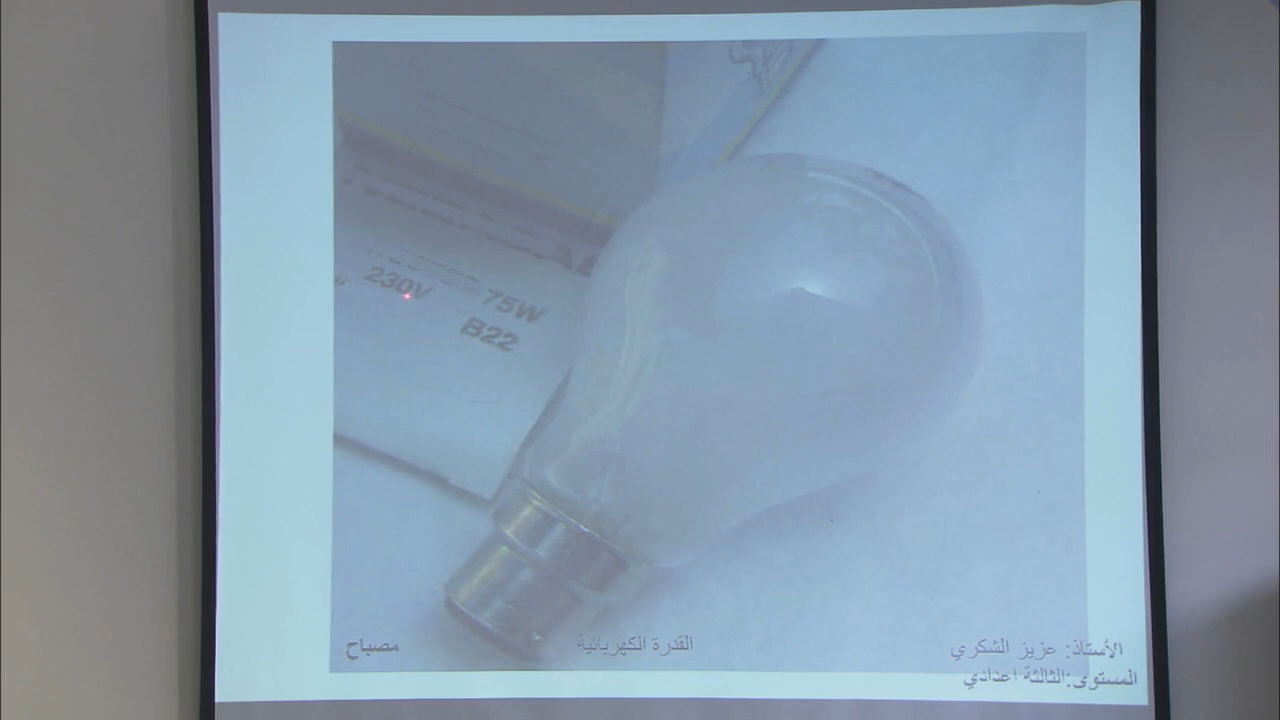 230V
75W
B22
مصباح
القدرة الكهربائية
الأستاذ: عزيز الشكري
المستوى:الثالثة اعدادي